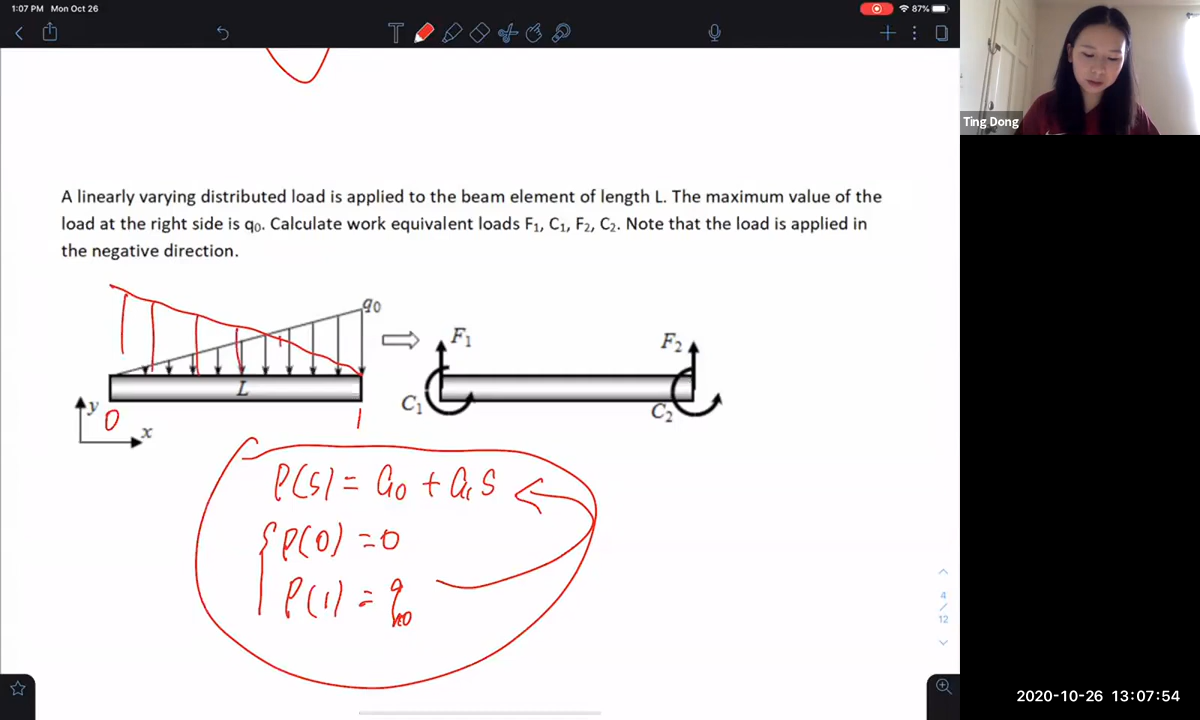 1:07 PM Mon Oct 26
87%
T
Ting Dong
A linearly varying distributed load is applied to the beam element of length L. The maximum value of the
load at the right side is q₀. Calculate work equivalent loads F₁, C₁, F₂, C₂. Note that the load is applied in
the negative direction.
q0
F₁
F₂
L
C₁
C₂
y
x
0
1
P(s) = a₀ + a₁s
P(0) = 0
P(1) = q₀
4
/
12
2020-10-26 13:07:54